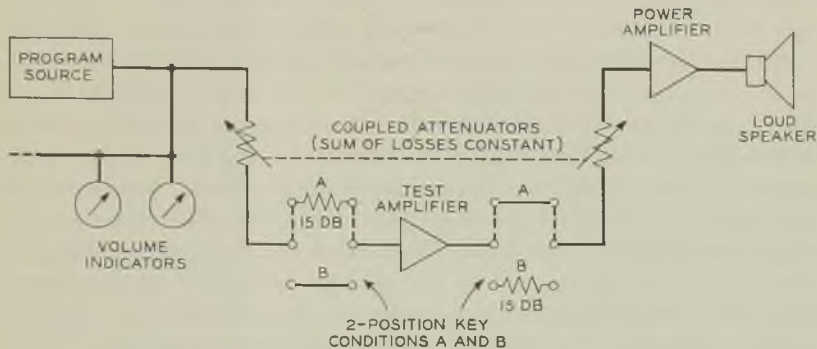 PROGRAM
SOURCE
POWER
AMPLIFIER
LOUD
SPEAKER
COUPLED ATTENUATORS
(SUM OF LOSSES CONSTANT)
A
15 DB
TEST
AMPLIFIER
A
VOLUME
INDICATORS
B
B
15 DB
2-POSITION KEY
CONDITIONS A AND B